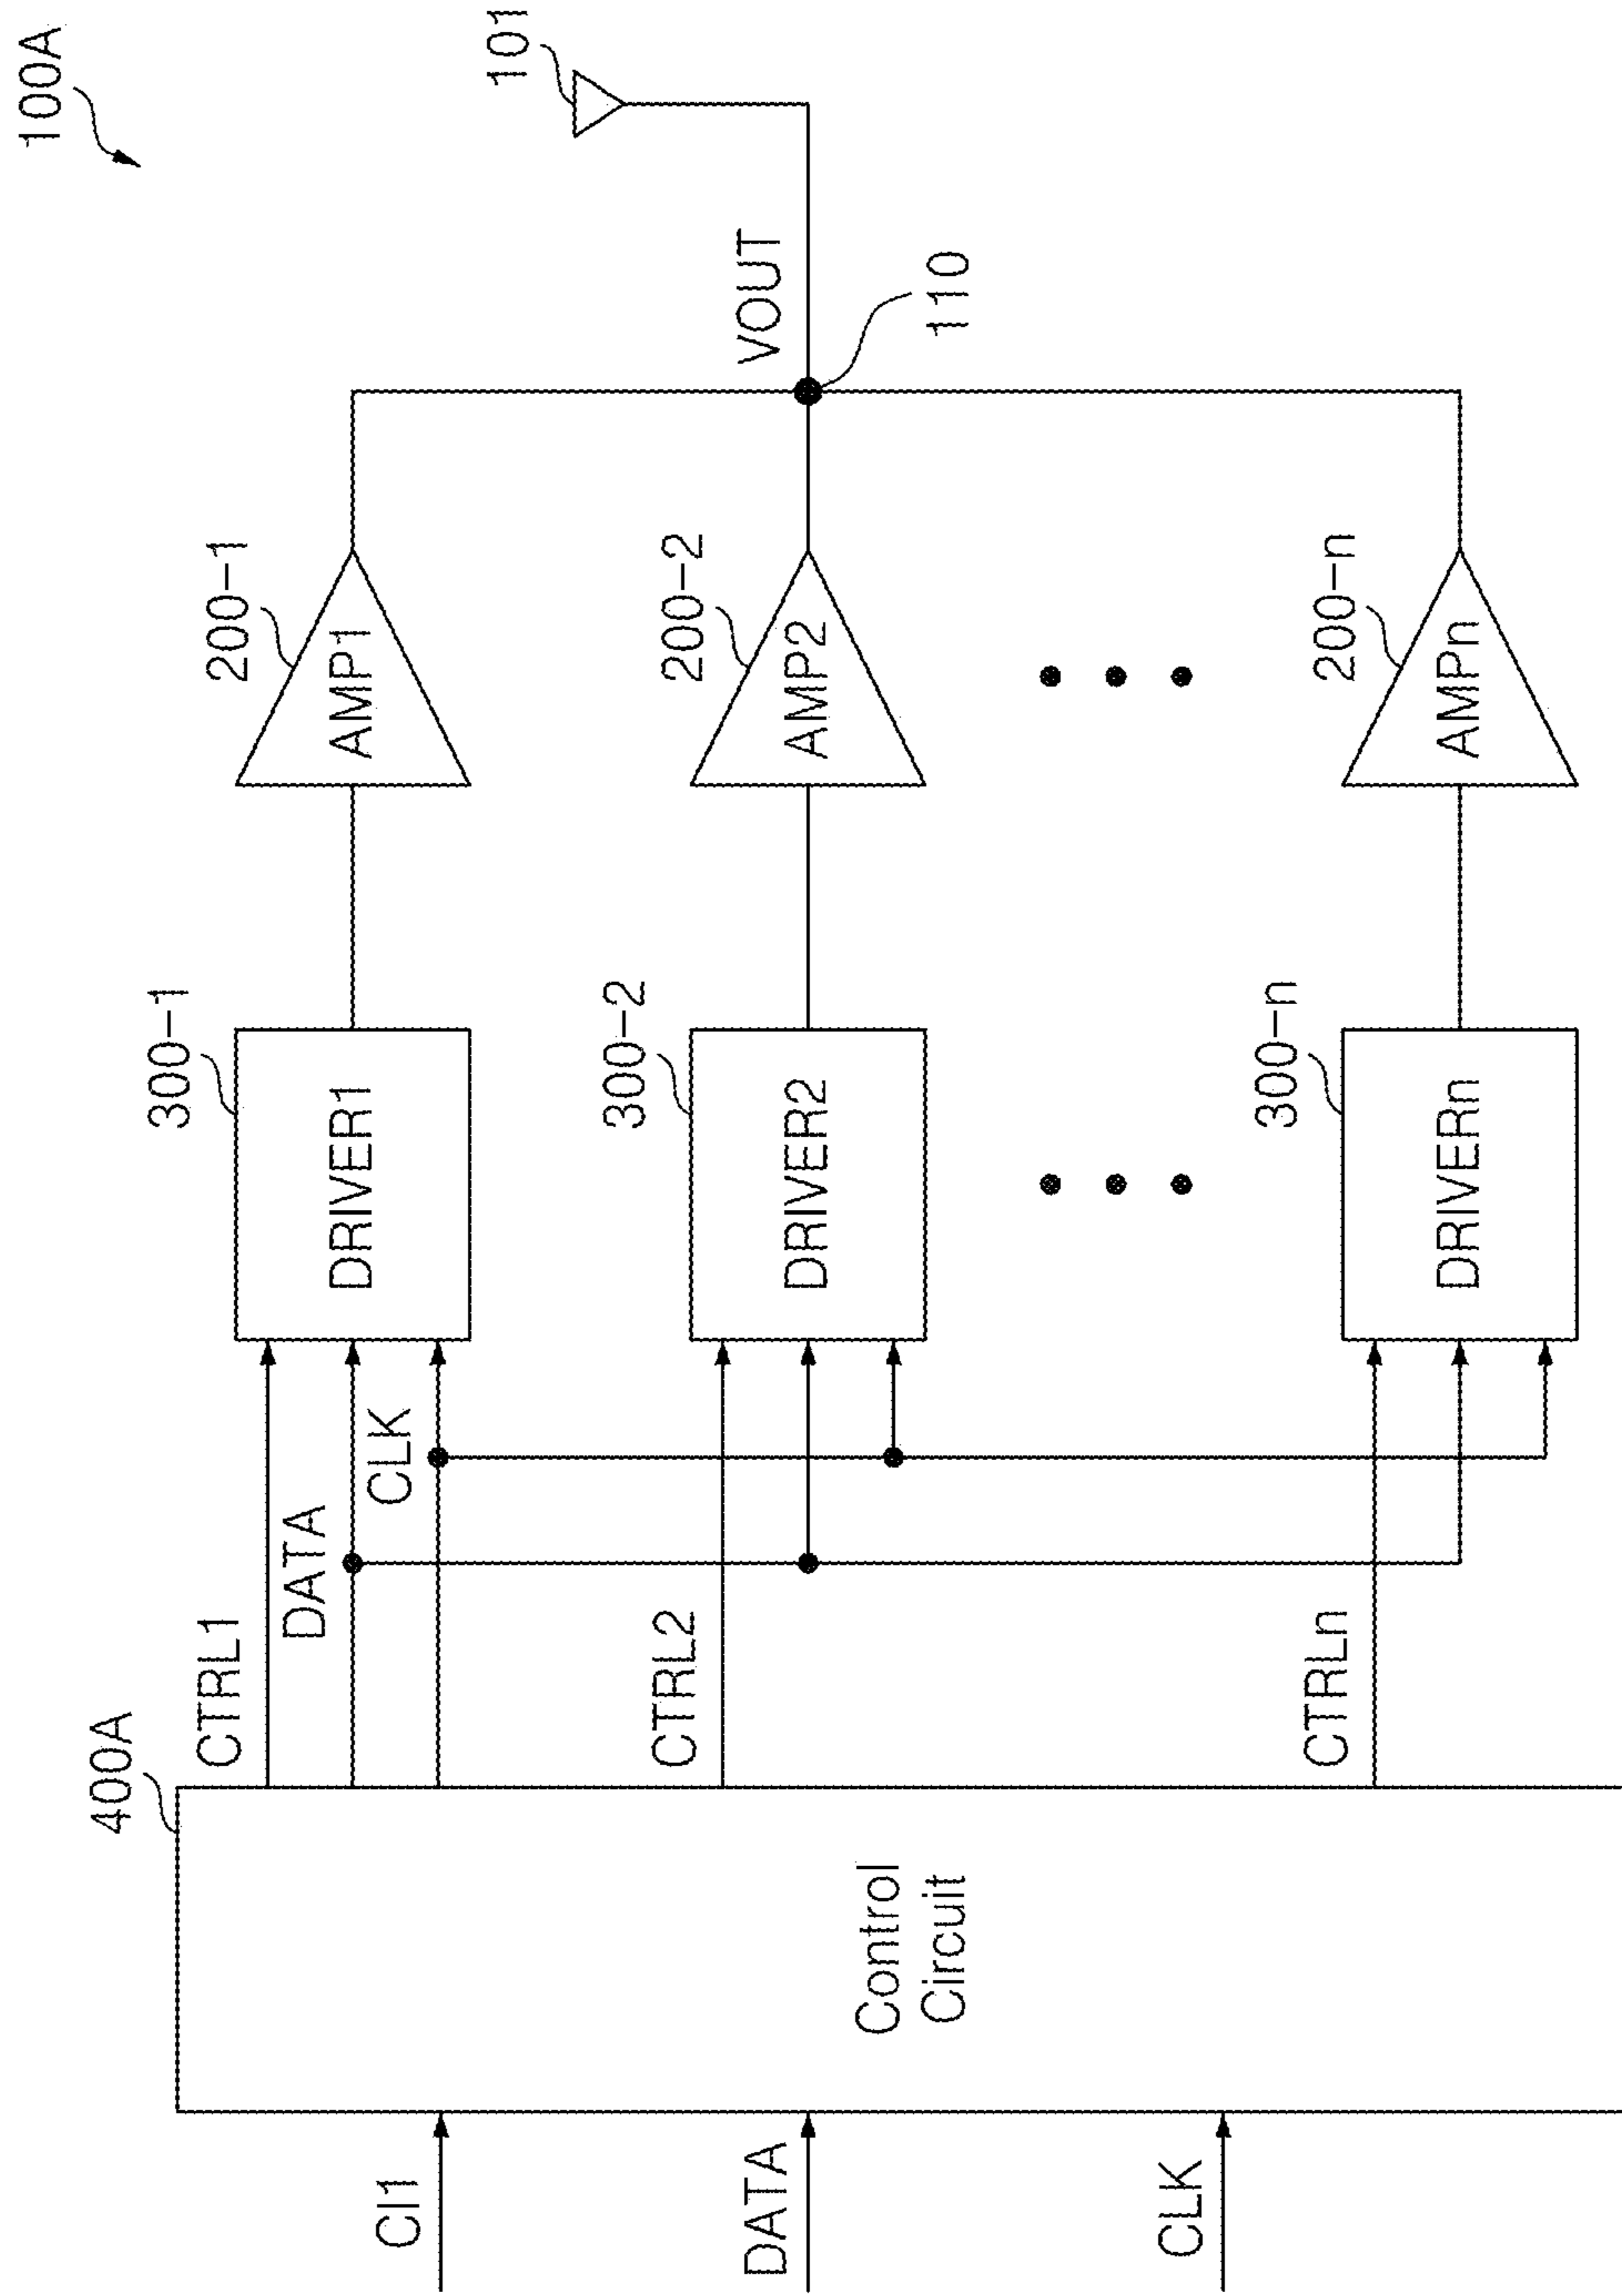 100A
400A
CTRL1
DATA
CLK
300-1
DRIVER1
200-1
AMP1
101
CI1
DATA
CLK
Control
Circuit
CTRL2
300-2
DRIVER2
200-2
AMP2
VOUT
110
CTRLn
300-n
DRIVERn
200-n
AMPn